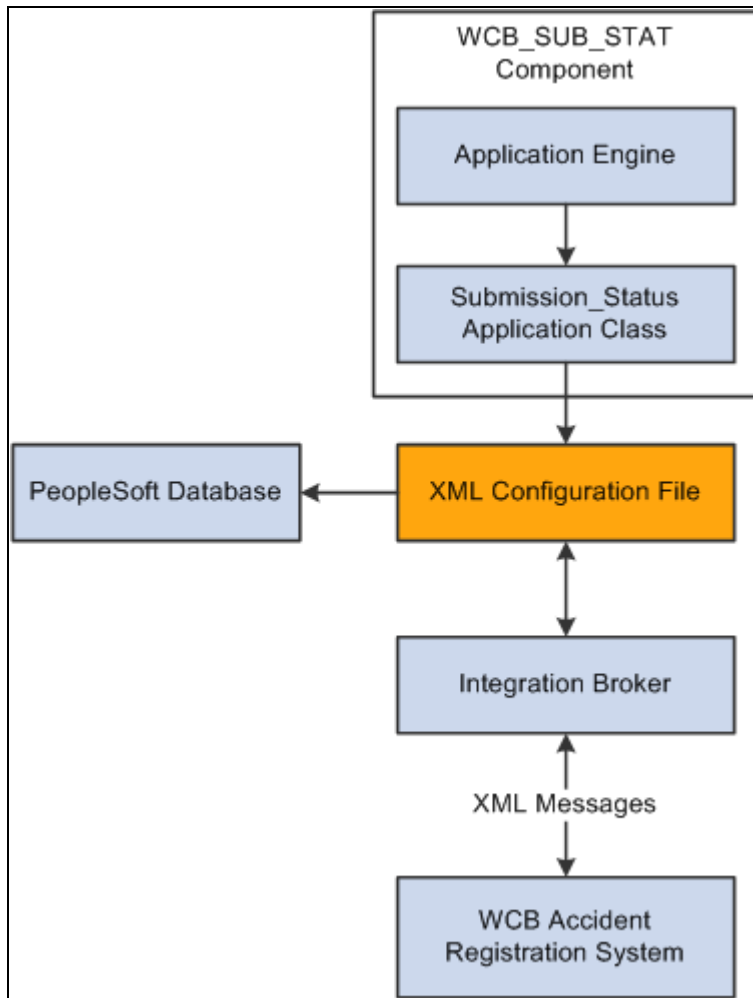 WCB_SUB_STAT
Component
Application Engine
Submission_Status
Application Class
PeopleSoft Database
XML Configuration File
Integration Broker
XML Messages
WCB Accident
Registration System